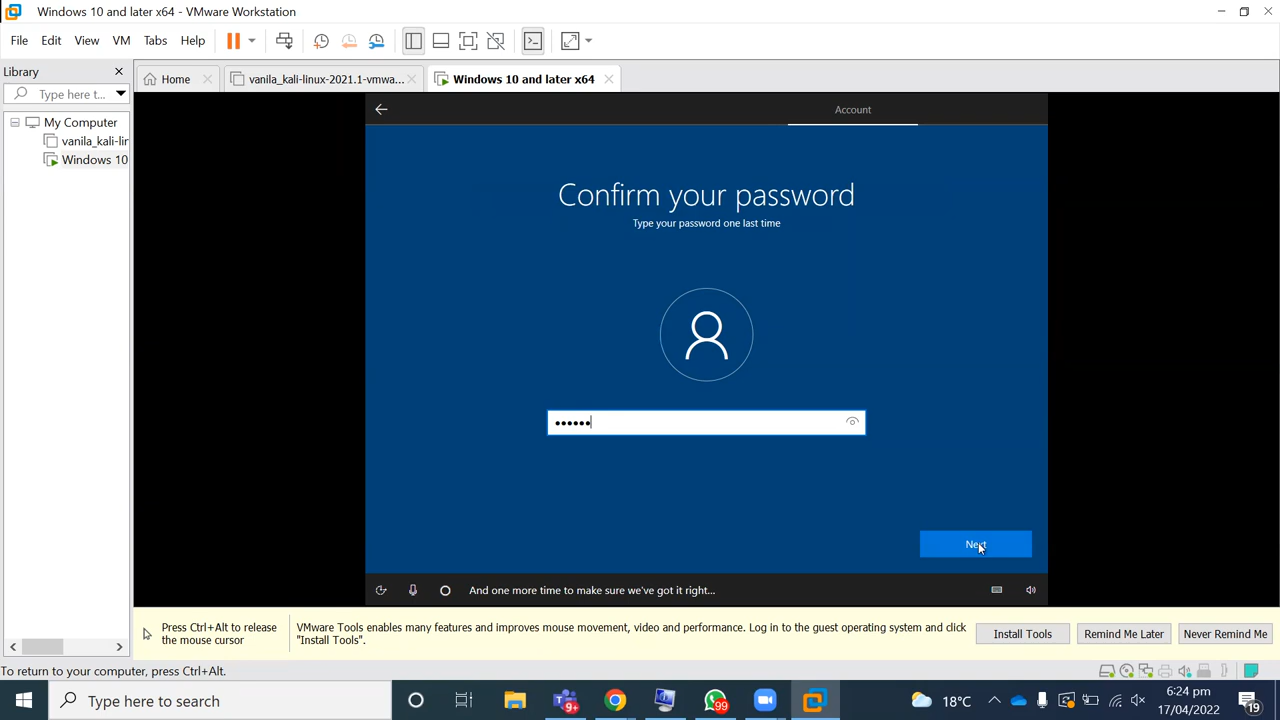 Windows 10 and later x64 - VMware Workstation
File Edit View VM Tabs Help
Library
Type here t...
My Computer
vanila_kali-lir
Windows 10
Home
vanila_kali-linux-2021.1-vmwa...
Windows 10 and later x64
Account
Confirm your password
Type your password one last time
••••••
Next
And one more time to make sure we've got it right...
Press Ctrl+Alt to release
the mouse cursor
VMware Tools enables many features and improves mouse movement, video and performance. Log in to the guest operating system and click
"Install Tools".
Install Tools
Remind Me Later
Never Remind Me
To return to your computer, press Ctrl+Alt.
Type here to search
9+
99
18°C
6:24 pm
17/04/2022
19